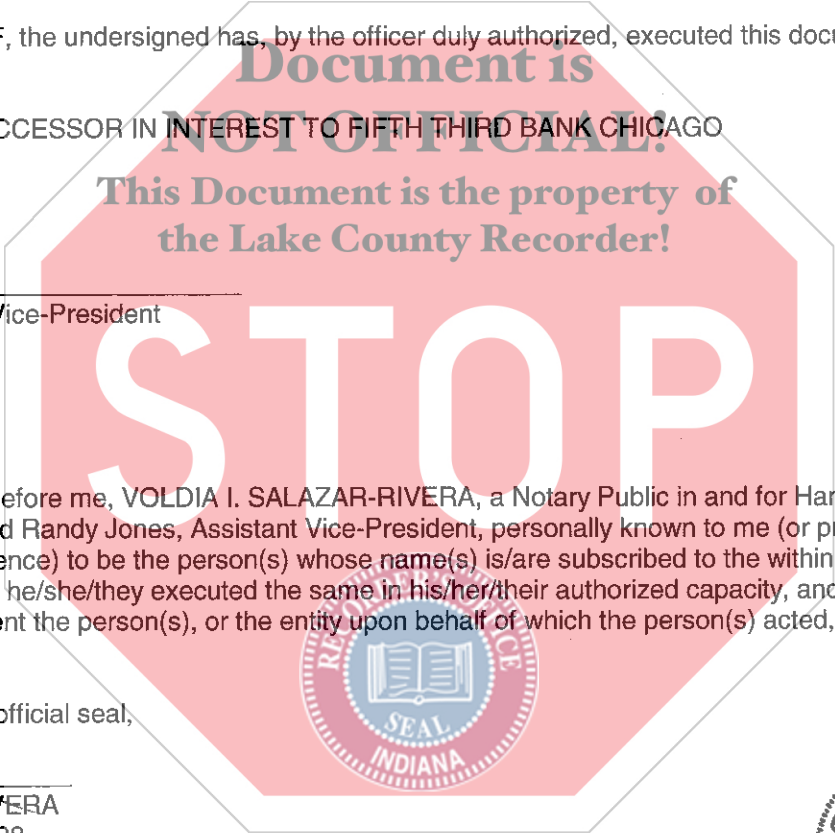 , the undersigned has, by the officer duly authorized, executed this
Document is
CCESSOR IN INTEREST TO FIFTH THIRD BANK CHICAGO
NOT OFFICIAL!
This Document is the property of
the Lake County Recorder!
Vice-President
STOP
efore me, VOLDIA I. SALAZAR-RIVERA, a Notary Public in and for Har
d Randy Jones, Assistant Vice-President, personally known to me (or pr
ence) to be the person(s) whose name(s) is/are subscribed to the within
he/she/they executed the same in his/her/their authorized capacity, and
ent the person(s), or the entity upon behalf of which the person(s) acted,
RECORDER'S OFFICE
SEAL
INDIANA
official seal,
VERA